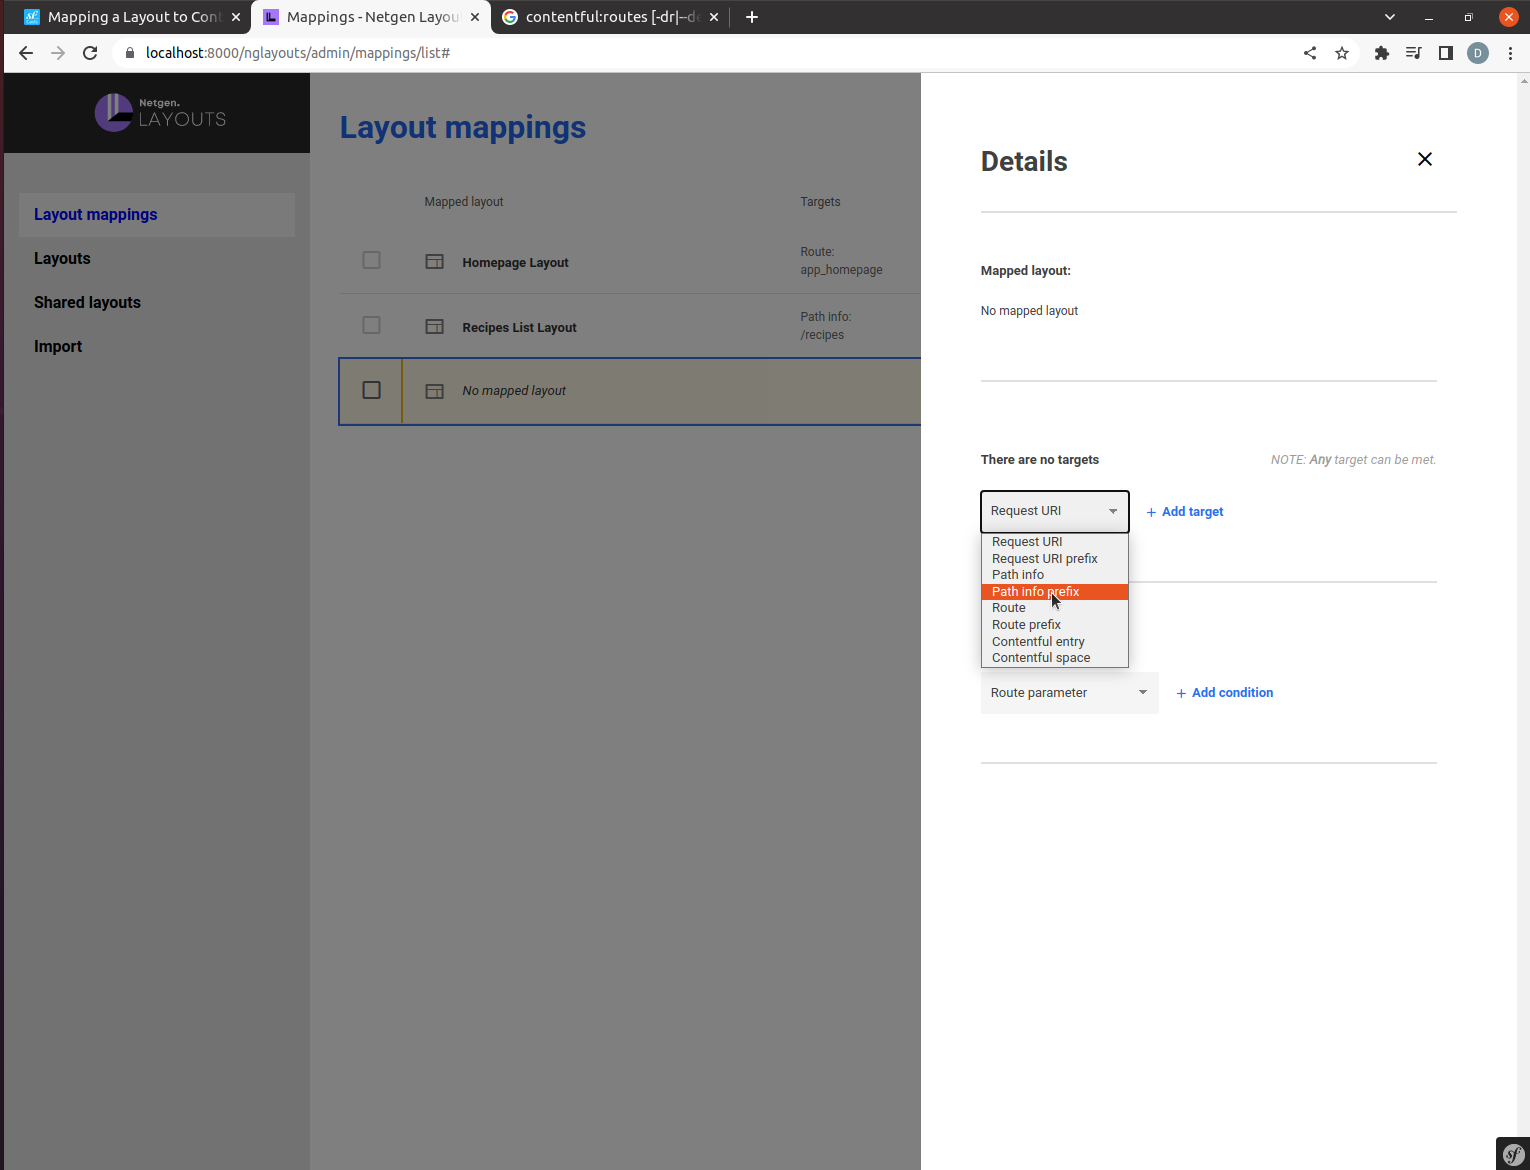 Mapping a Layout to Cont
Mappings - Netgen Layou
contentful:routes [-dr|--de
localhost:8000/nglayouts/admin/mappings/list#
D
Netgen.
LAYOUTS
Layout mappings
Layouts
Shared layouts
Import
Layout mappings
Mapped layout
Targets
Homepage Layout
Route:
app_homepage
Recipes List Layout
Path info:
/recipes
No mapped layout
Details
Mapped layout:
No mapped layout
There are no targets
NOTE: Any target can be met.
Request URI
+ Add target
Request URI
Request URI prefix
Path info
Path info prefix
Route
Route prefix
Contentful entry
Contentful space
Route parameter
+ Add condition
sf